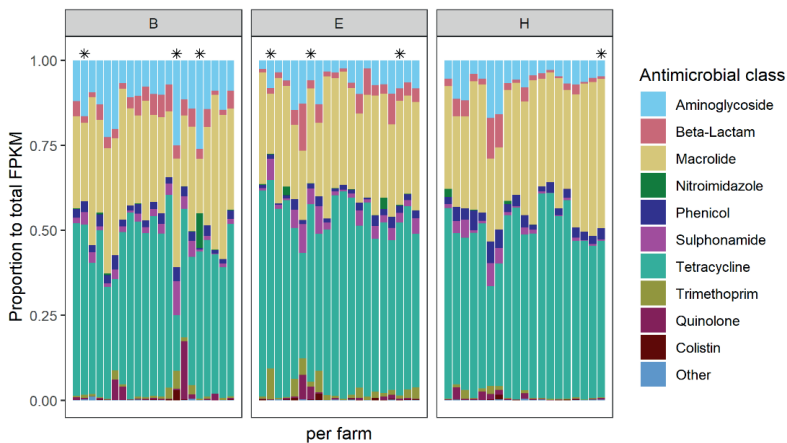 B E H
* * * * * * *
1.00
0.75
0.50
0.25
0.00
Proportion to total FPKM
per farm
Antimicrobial class
Aminoglycoside
Beta-Lactam
Macrolide
Nitroimidazole
Phenicol
Sulphonamide
Tetracycline
Trimethoprim
Quinolone
Colistin
Other